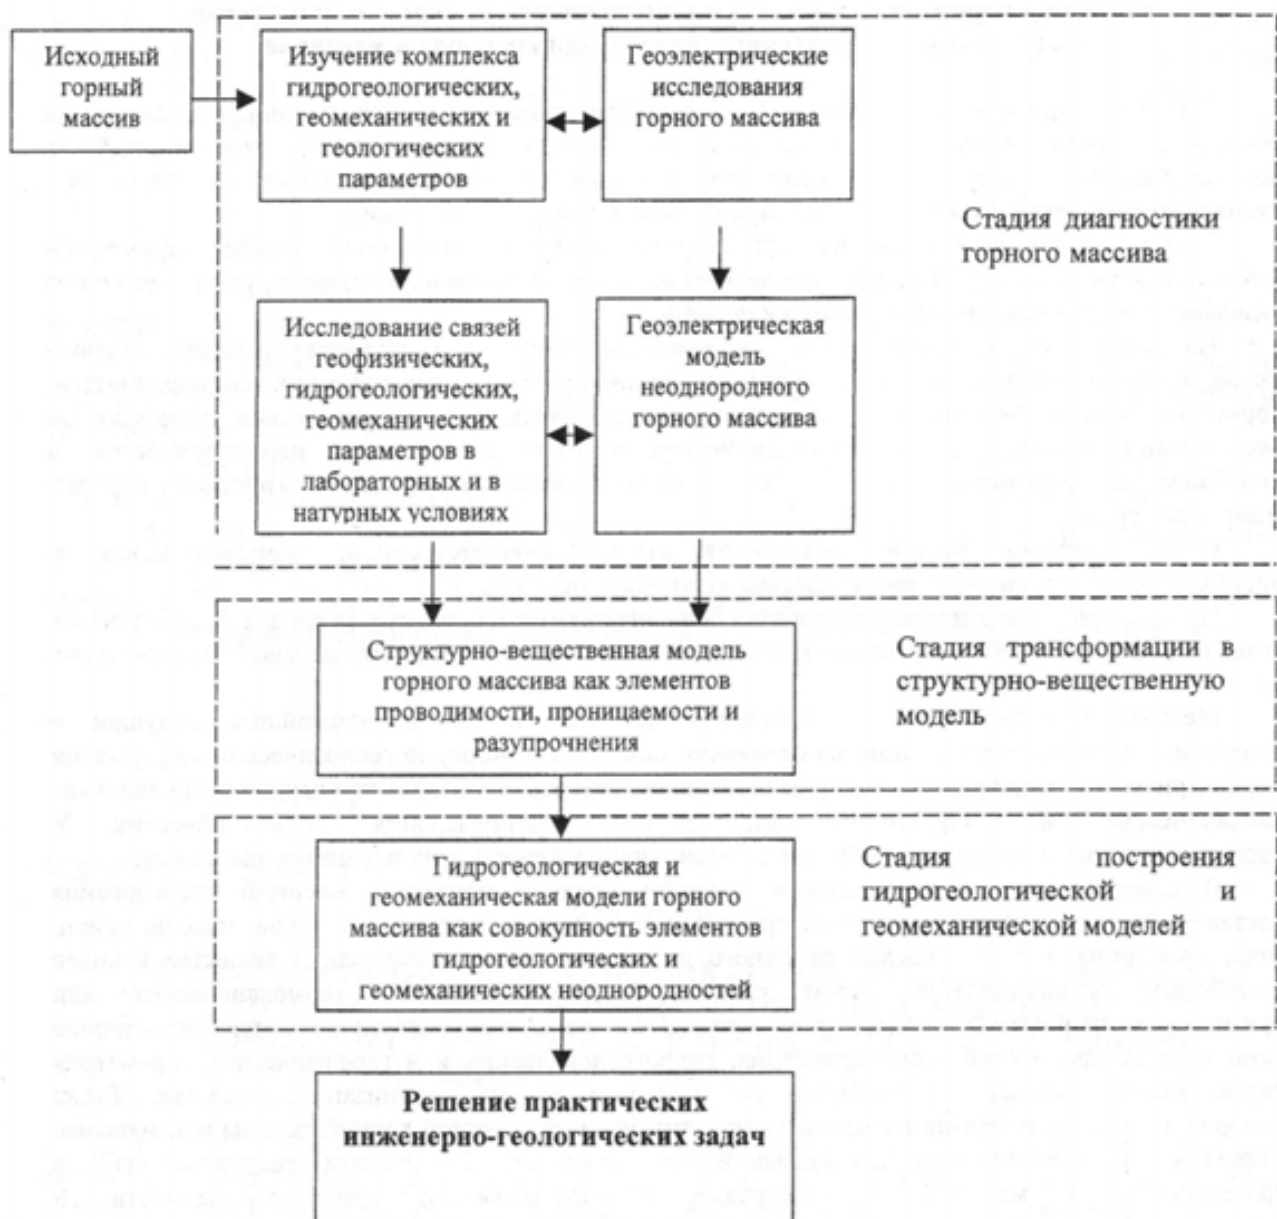 Исходный
горный
массив
Изучение комплекса
гидрогеологических,
геомеханических и
геологических
параметров
Геоэлектрические
исследования
горного массива
Стадия диагностики
горного массива
Исследование связей
геофизических,
гидрогеологических,
геомеханических
параметров в
лабораторных и в
натурных условиях
Геоэлектрическая
модель
неоднородного
горного массива
Структурно-вещественная модель
горного массива как элементов
проводимости, проницаемости и
разупрочнения
Стадия трансформации в
структурно-вещественную
модель
Гидрогеологическая и
геомеханическая модели горного
массива как совокупность элементов
гидрогеологических и
геомеханических неоднородностей
Стадия построения
гидрогеологической и
геомеханической моделей
Решение практических
инженерно-геологических задач